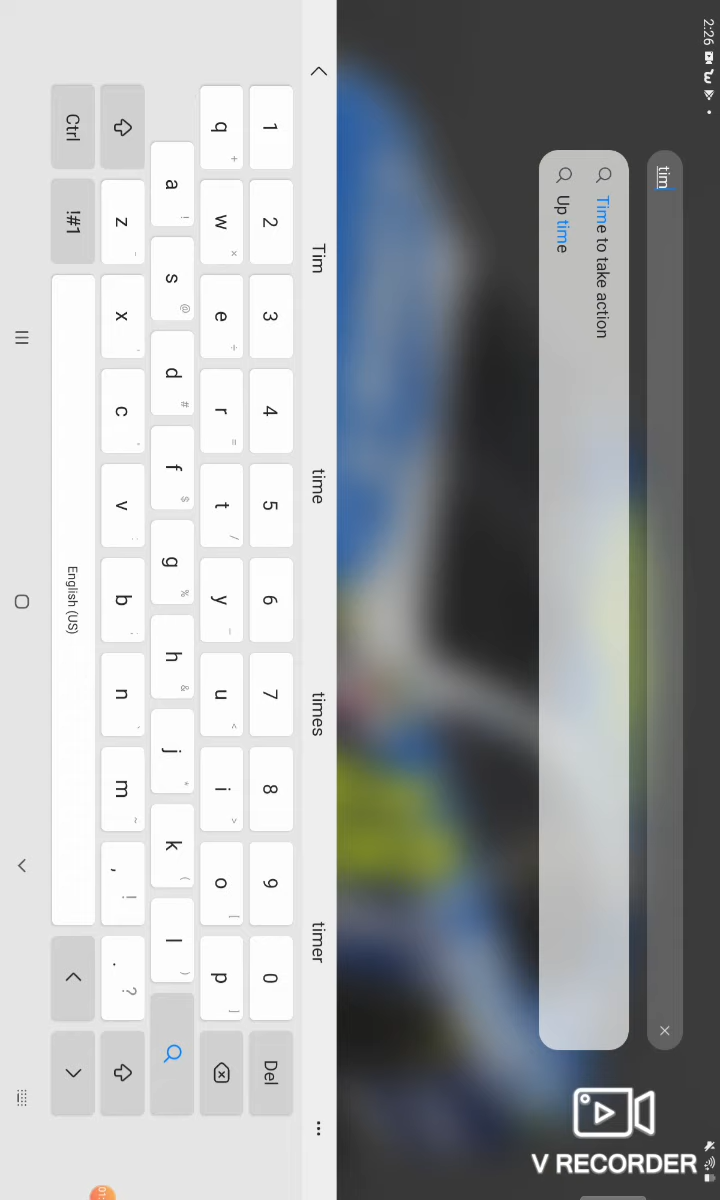 2:26
tim
Time to take action
Up time
Tim time times timer
1 2 3 4 5 6 7 8 9 0 Del
q w e r t y u i o p
a s d f g h j k l
z x c v b n m , ! . ?
Ctrl !#1 English (US)
V RECORDER